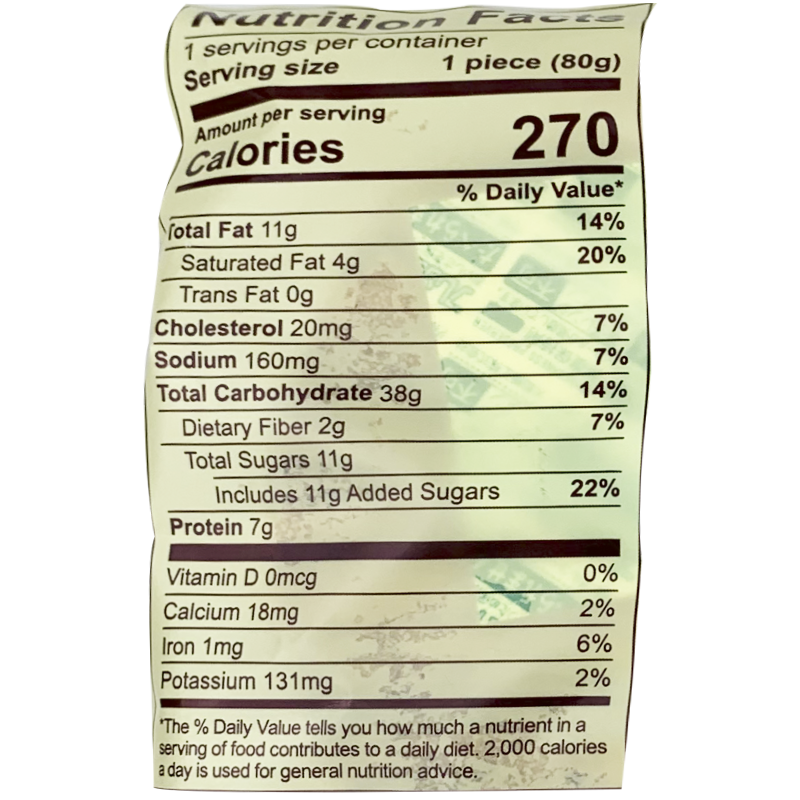 Nutrition Facts
1 servings per container
Serving size 1 piece (80g)
Amount per serving
Calories 270
% Daily Value*
Total Fat 11g 14%
Saturated Fat 4g 20%
Trans Fat 0g
Cholesterol 20mg 7%
Sodium 160mg 7%
Total Carbohydrate 38g 14%
Dietary Fiber 2g 7%
Total Sugars 11g
Includes 11g Added Sugars 22%
Protein 7g
Vitamin D 0mcg 0%
Calcium 18mg 2%
Iron 1mg 6%
Potassium 131mg 2%
*The % Daily Value tells you how much a nutrient in a
serving of food contributes to a daily diet. 2,000 calories
a day is used for general nutrition advice.